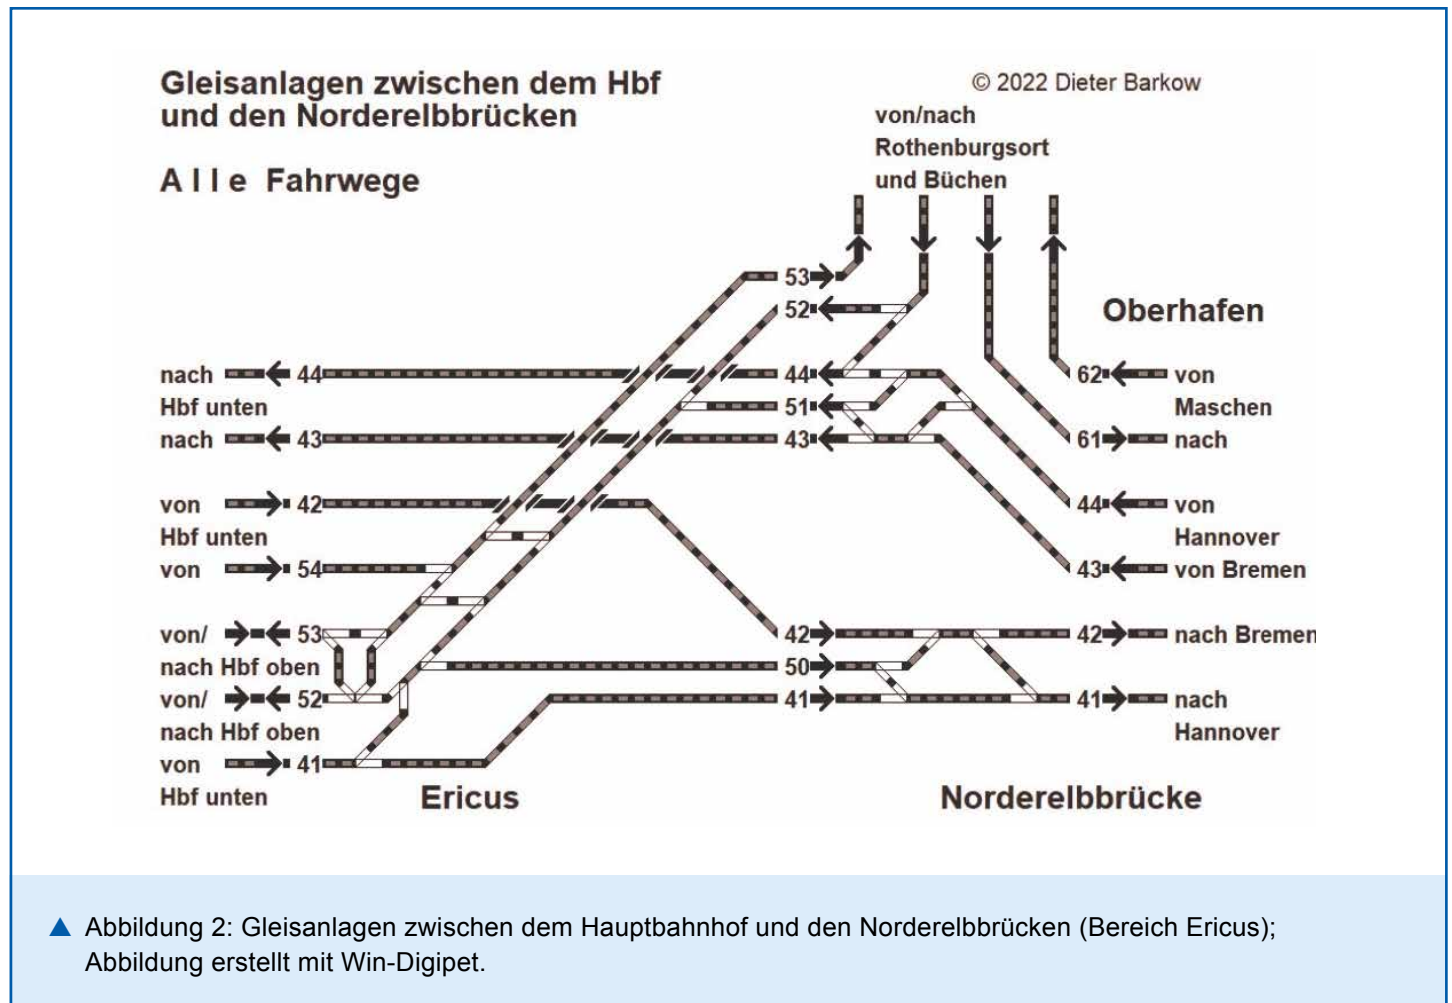 Gleisanlagen zwischen dem Hbf
und den Norderelbbrücken
A l l e Fahrwege
© 2022 Dieter Barkow
von/nach
Rothenburgsort
und Büchen
53
52
Oberhafen
nach 44 44 62 von
Hbf unten 51 Maschen
nach 43 43 61 nach
von 42 44 von
Hbf unten Hannover
von 54 43 von Bremen
von/ 53 42 42 nach Bremen
nach Hbf oben 50
von/ 52 41 41 nach
nach Hbf oben Hannover
von 41
Hbf unten Ericus Norderelbbrücke
▲ Abbildung 2: Gleisanlagen zwischen dem Hauptbahnhof und den Norderelbbrücken (Bereich Ericus);
Abbildung erstellt mit Win-Digipet.